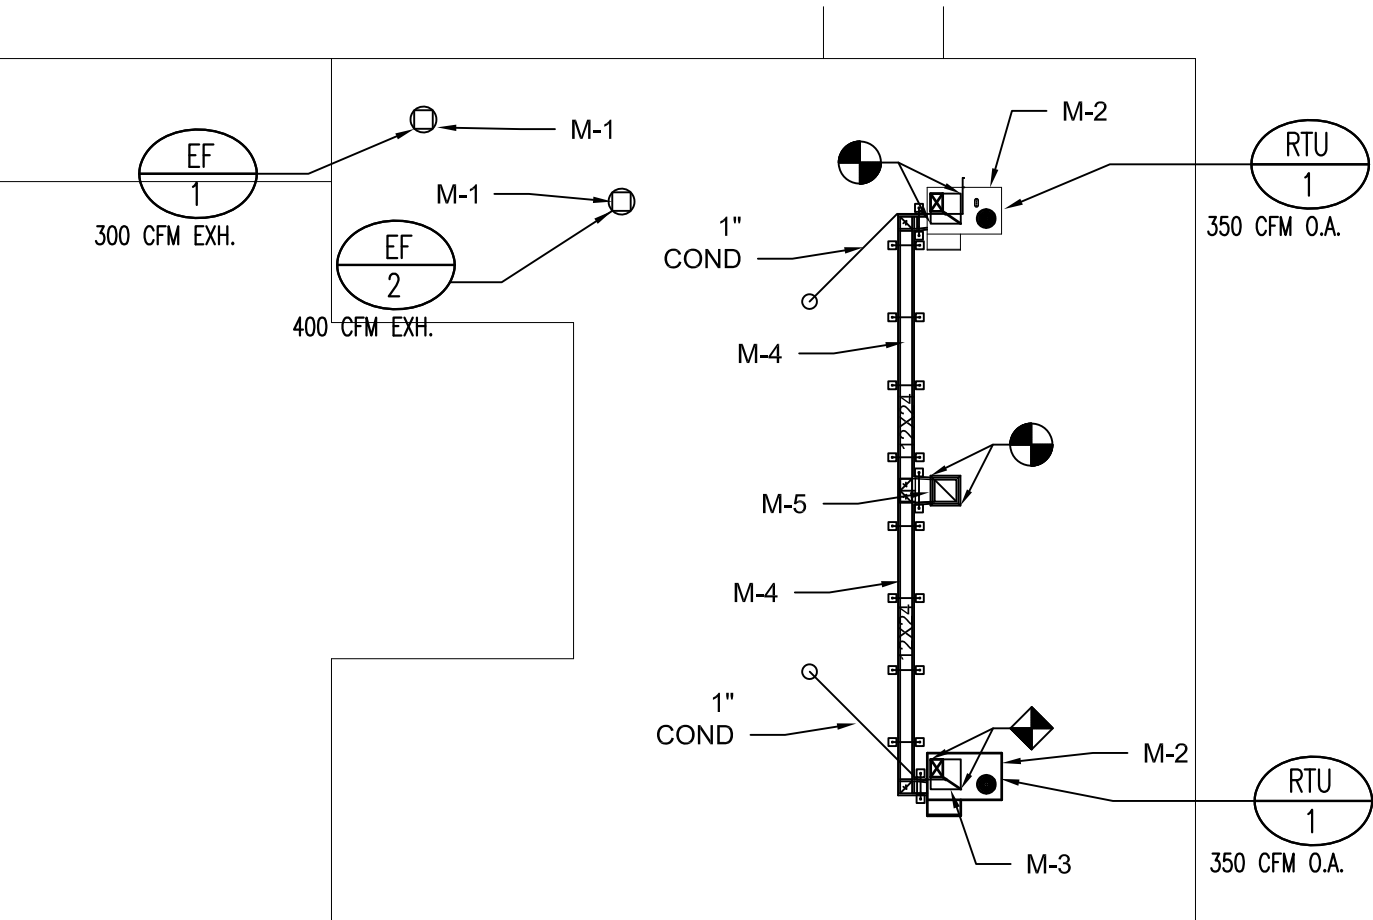 M-2
M-1
EF
1
300 CFM EXH.
RTU
1
350 CFM O.A.
M-1
EF
2
400 CFM EXH.
1"
COND
M-4
12X24
M-5
M-4
12X24
1"
COND
M-2
RTU
1
350 CFM O.A.
M-3